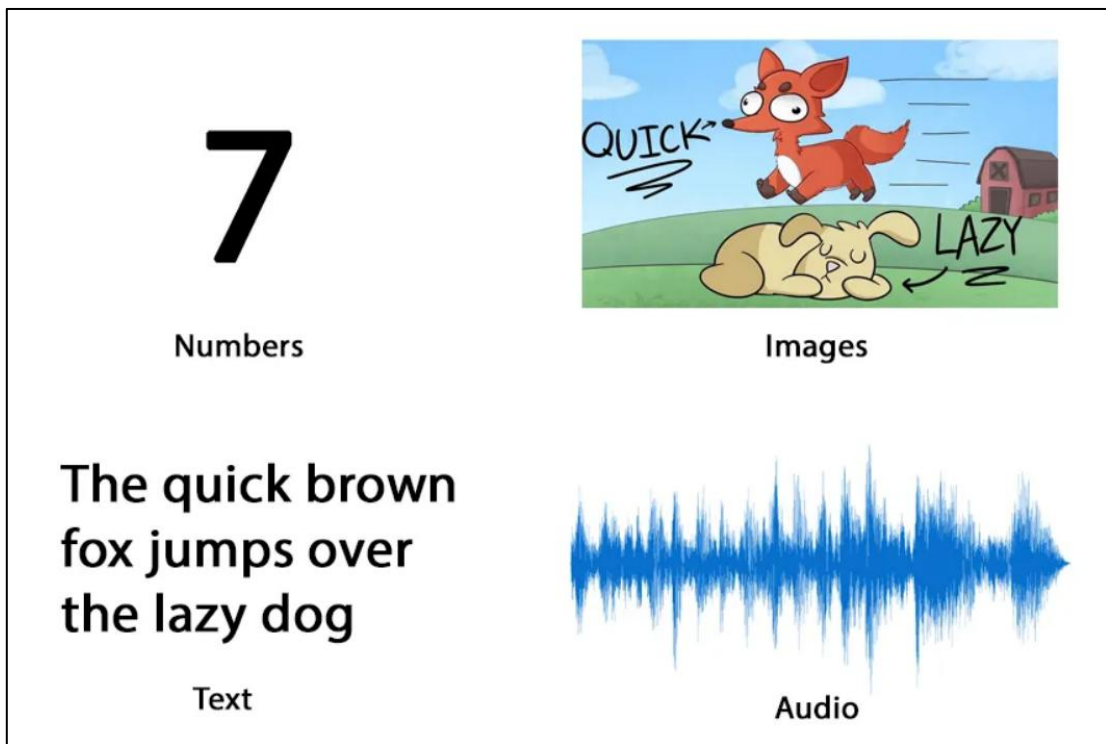 7
Numbers
QUICK
LAZY
Images
The quick brown
fox jumps over
the lazy dog
Text
Audio